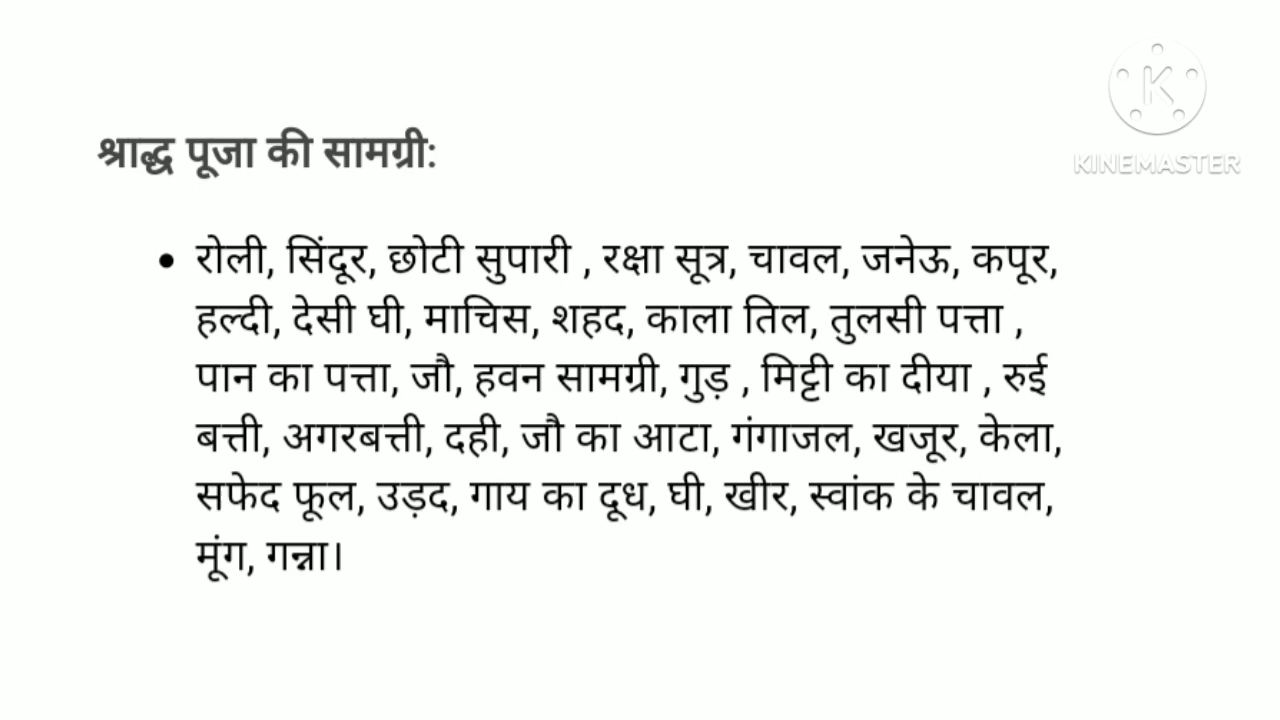 श्राद्ध पूजा की सामग्री:
K
KINEMASTER
• रोली, सिंदूर, छोटी सुपारी , रक्षा सूत्र, चावल, जनेऊ, कपूर,
हल्दी, देसी घी, माचिस, शहद, काला तिल, तुलसी पत्ता ,
पान का पत्ता, जौ, हवन सामग्री, गुड़ , मिट्टी का दीया , रुई
बत्ती, अगरबत्ती, दही, जौ का आटा, गंगाजल, खजूर, केला,
सफेद फूल, उड़द, गाय का दूध, घी, खीर, स्वांक के चावल,
मूंग, गन्ना।